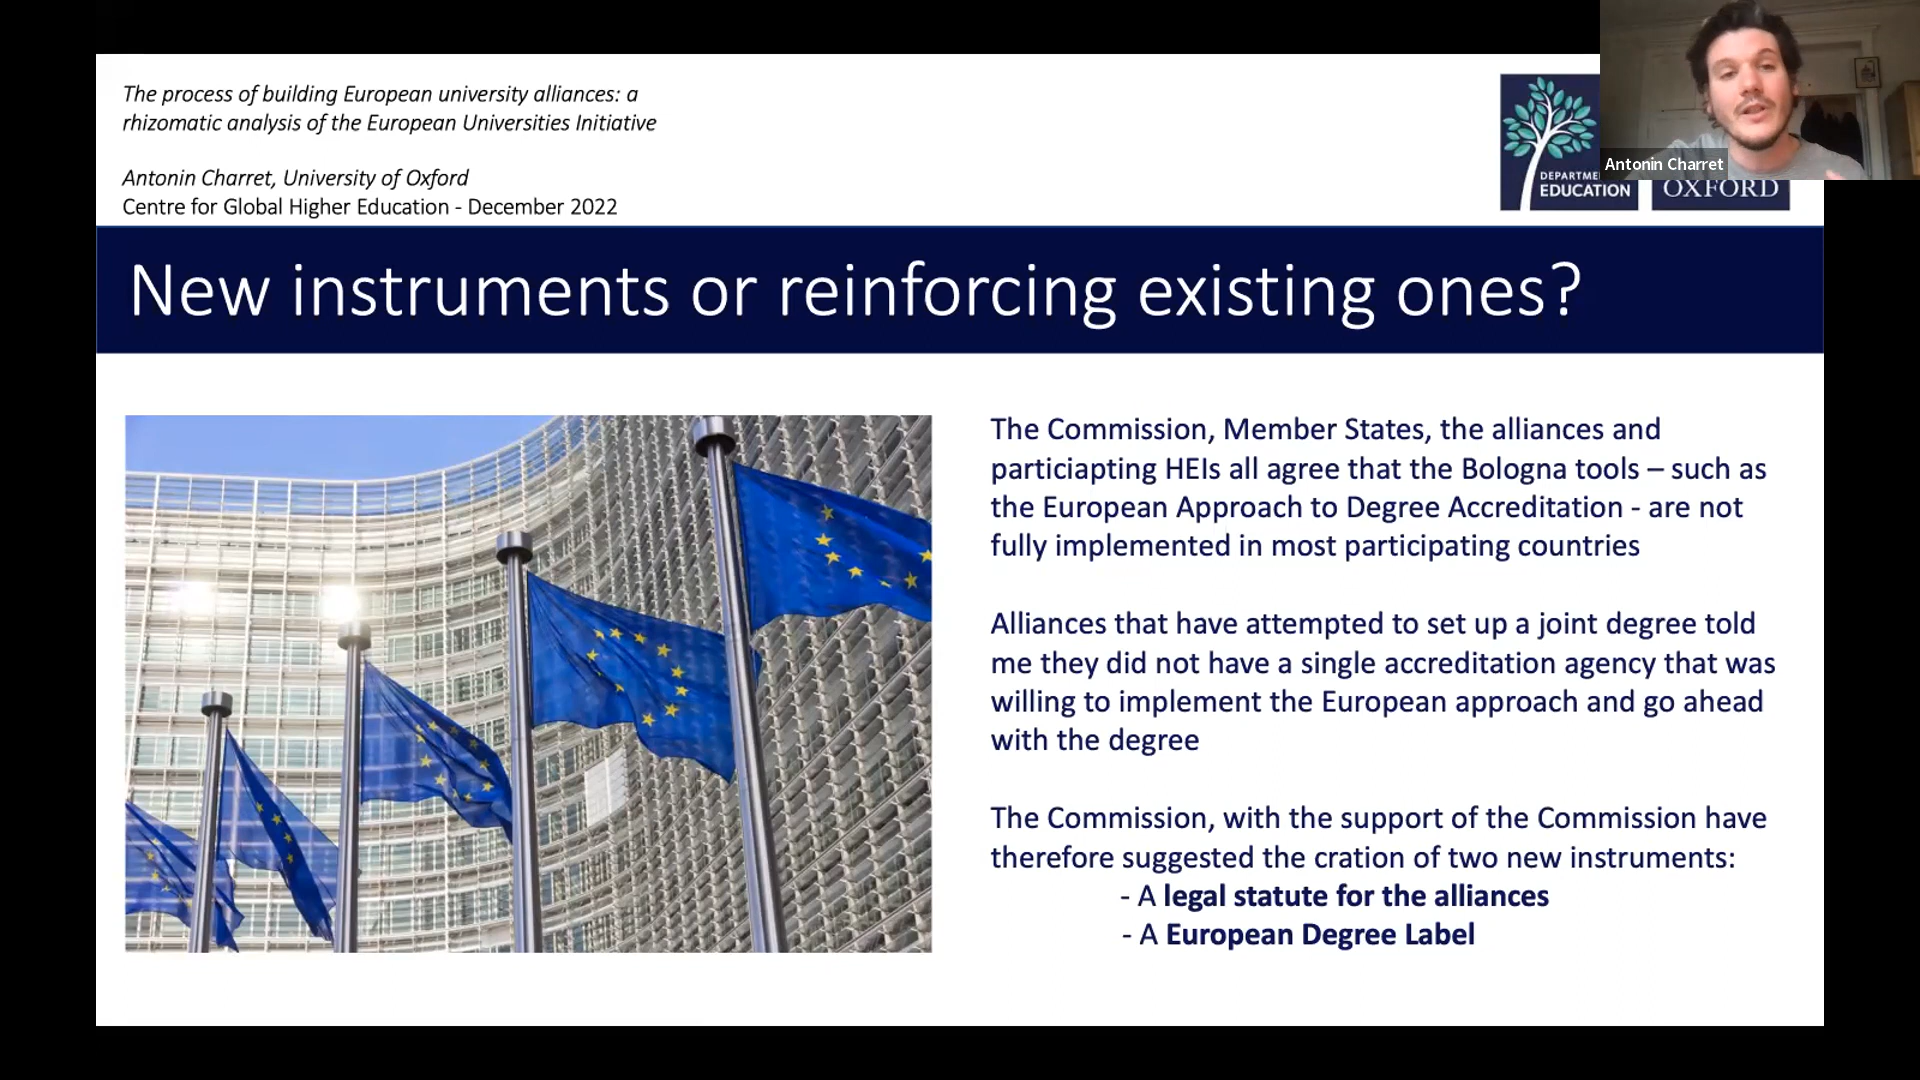 The process of building European university alliances: a
rhizomatic analysis of the European Universities Initiative
Antonin Charret, University of Oxford
Centre for Global Higher Education - December 2022
EDUCATION
OXFORD
Antonin Charret
New instruments or reinforcing existing ones?
The Commission, Member States, the alliances and
particiapting HEIs all agree that the Bologna tools – such as
the European Approach to Degree Accreditation - are not
fully implemented in most participating countries
Alliances that have attempted to set up a joint degree told
me they did not have a single accreditation agency that was
willing to implement the European approach and go ahead
with the degree
The Commission, with the support of the Commission have
therefore suggested the cration of two new instruments:
- A legal statute for the alliances
- A European Degree Label